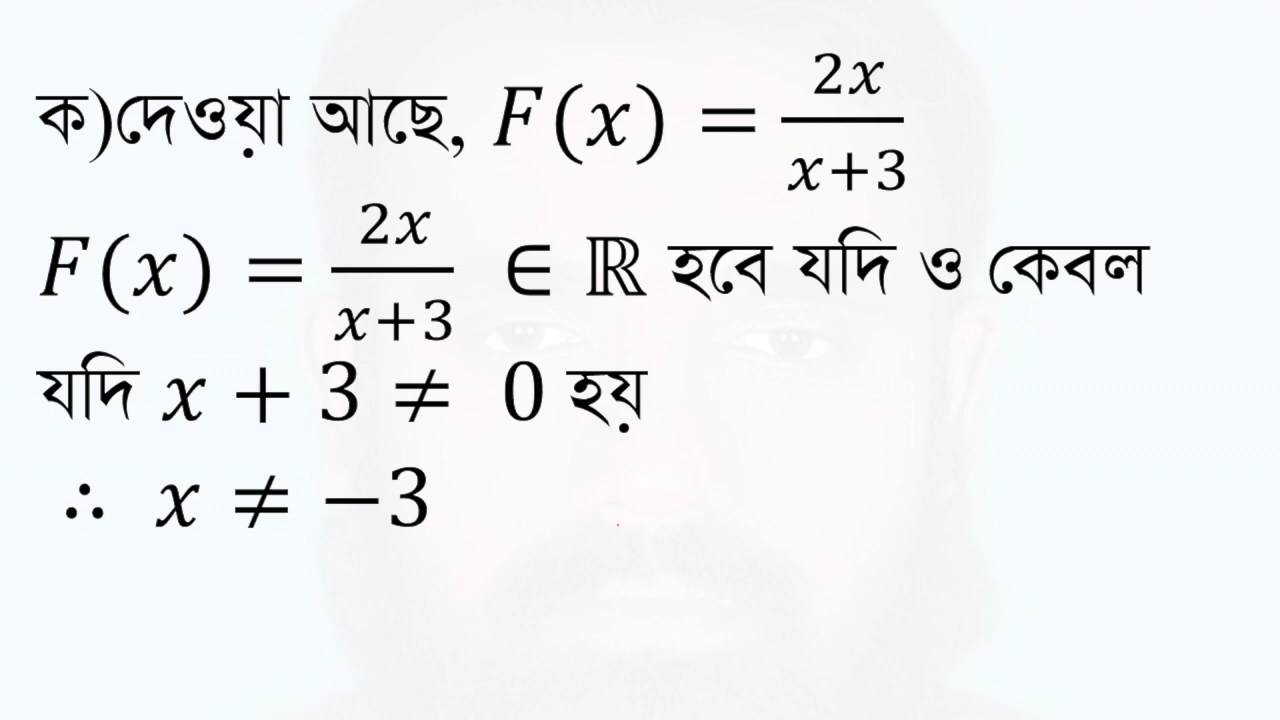 ক)দেওয়া আছে, F(x) = 2x/x+3
F(x) = 2x/x+3 ∈ ℝ হবে যদি ও কেবল
যদি x + 3 ≠ 0 হয়
∴ x ≠ −3